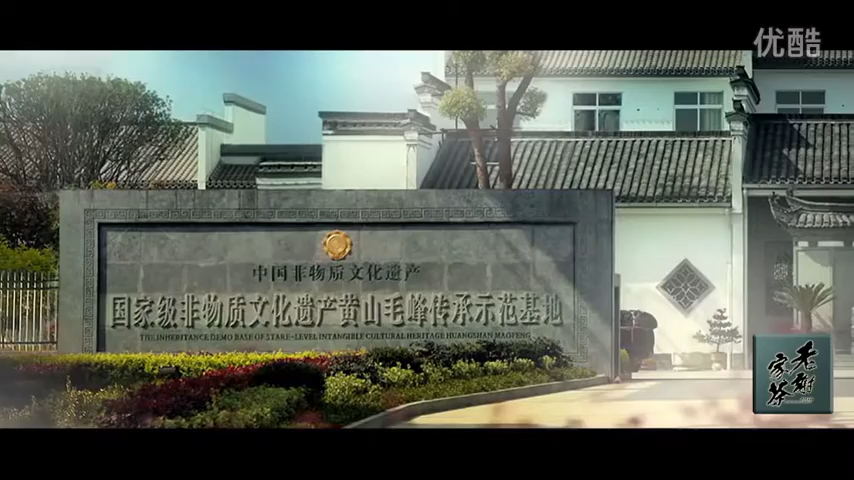 优酷
中国非物质文化遗产
国家级非物质文化遗产黄山毛峰传承示范基地
THE INHERITANCE DEMO BASE OF STARE-LEVEL INTANGIBLE CULTURAL HERITAGE HUANGSHAN MAOFENG
老谢
家茶